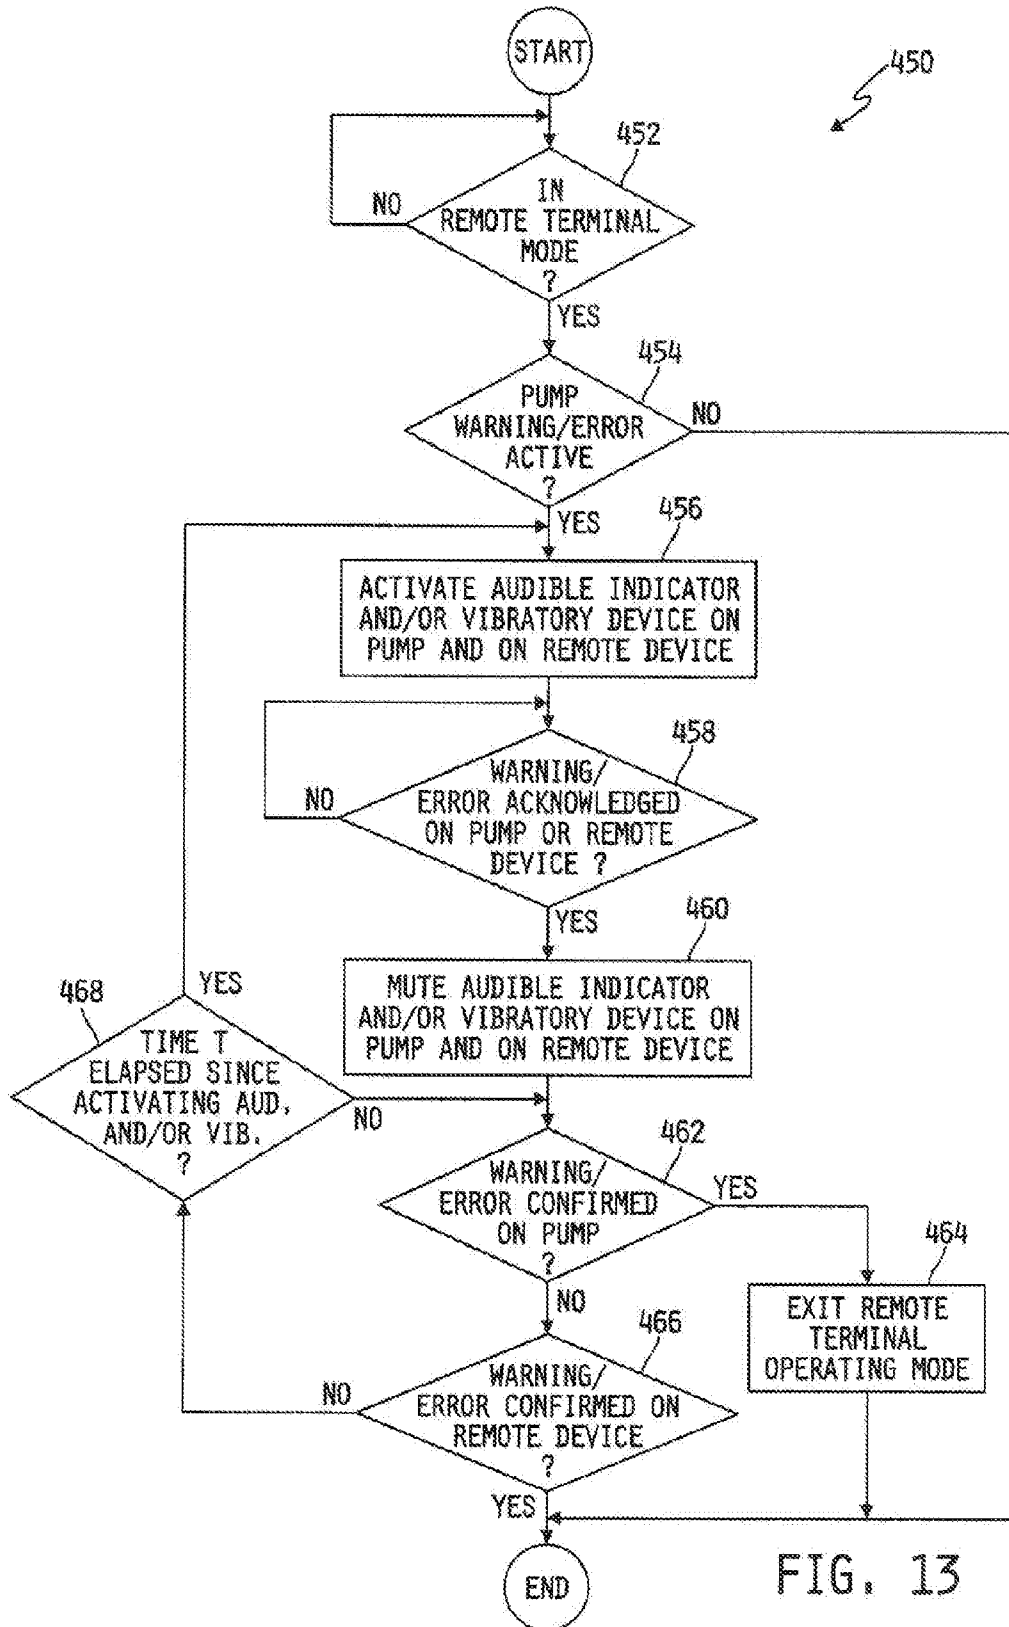 START
450
452
IN
REMOTE TERMINAL
MODE
?
NO
YES
454
PUMP
WARNING/ERROR
ACTIVE
?
NO
YES
456
ACTIVATE AUDIBLE INDICATOR
AND/OR VIBRATORY DEVICE ON
PUMP AND ON REMOTE DEVICE
458
WARNING/
ERROR ACKNOWLEDGED
ON PUMP OR REMOTE
DEVICE ?
NO
YES
460
MUTE AUDIBLE INDICATOR
AND/OR VIBRATORY DEVICE ON
PUMP AND ON REMOTE DEVICE
468
YES
TIME T
ELAPSED SINCE
ACTIVATING AUD.
AND/OR VIB.
?
NO
462
WARNING/
ERROR CONFIRMED
ON PUMP
?
YES
NO
464
EXIT REMOTE
TERMINAL
OPERATING MODE
466
WARNING/
ERROR CONFIRMED ON
REMOTE DEVICE
?
NO
YES
END
FIG. 13